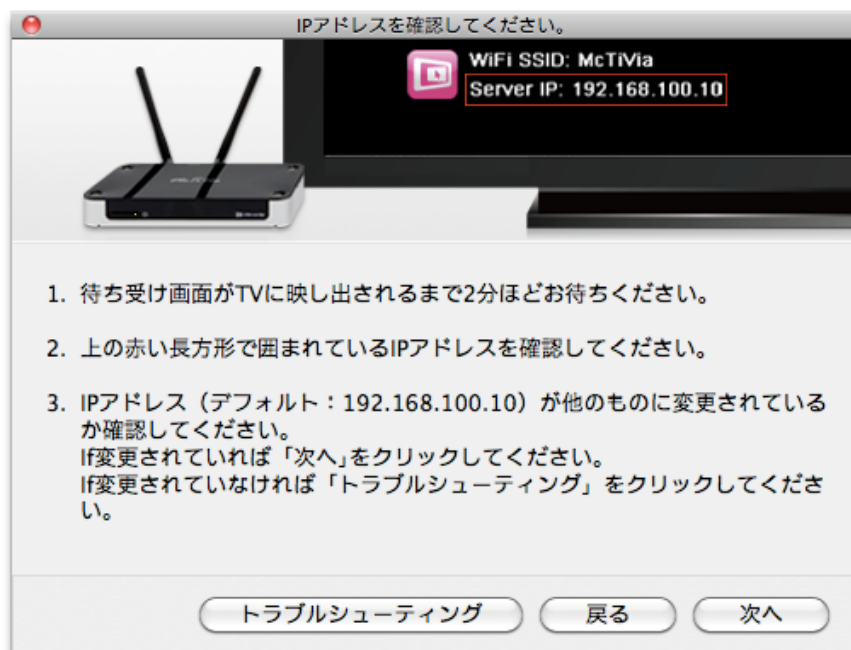 IPアドレスを確認してください。
WiFi SSID: McTiVia
Server IP: 192.168.100.10
1. 待ち受け画面がTVに映し出されるまで2分ほどお待ちください。
2. 上の赤い長方形で囲まれているIPアドレスを確認してください。
3. IPアドレス（デフォルト：192.168.100.10）が他のものに変更されている
か確認してください。
If変更されていれば「次へ」をクリックしてください。
If変更されていなければ「トラブルシューティング」をクリックしてくださ
い。
トラブルシューティング 戻る 次へ